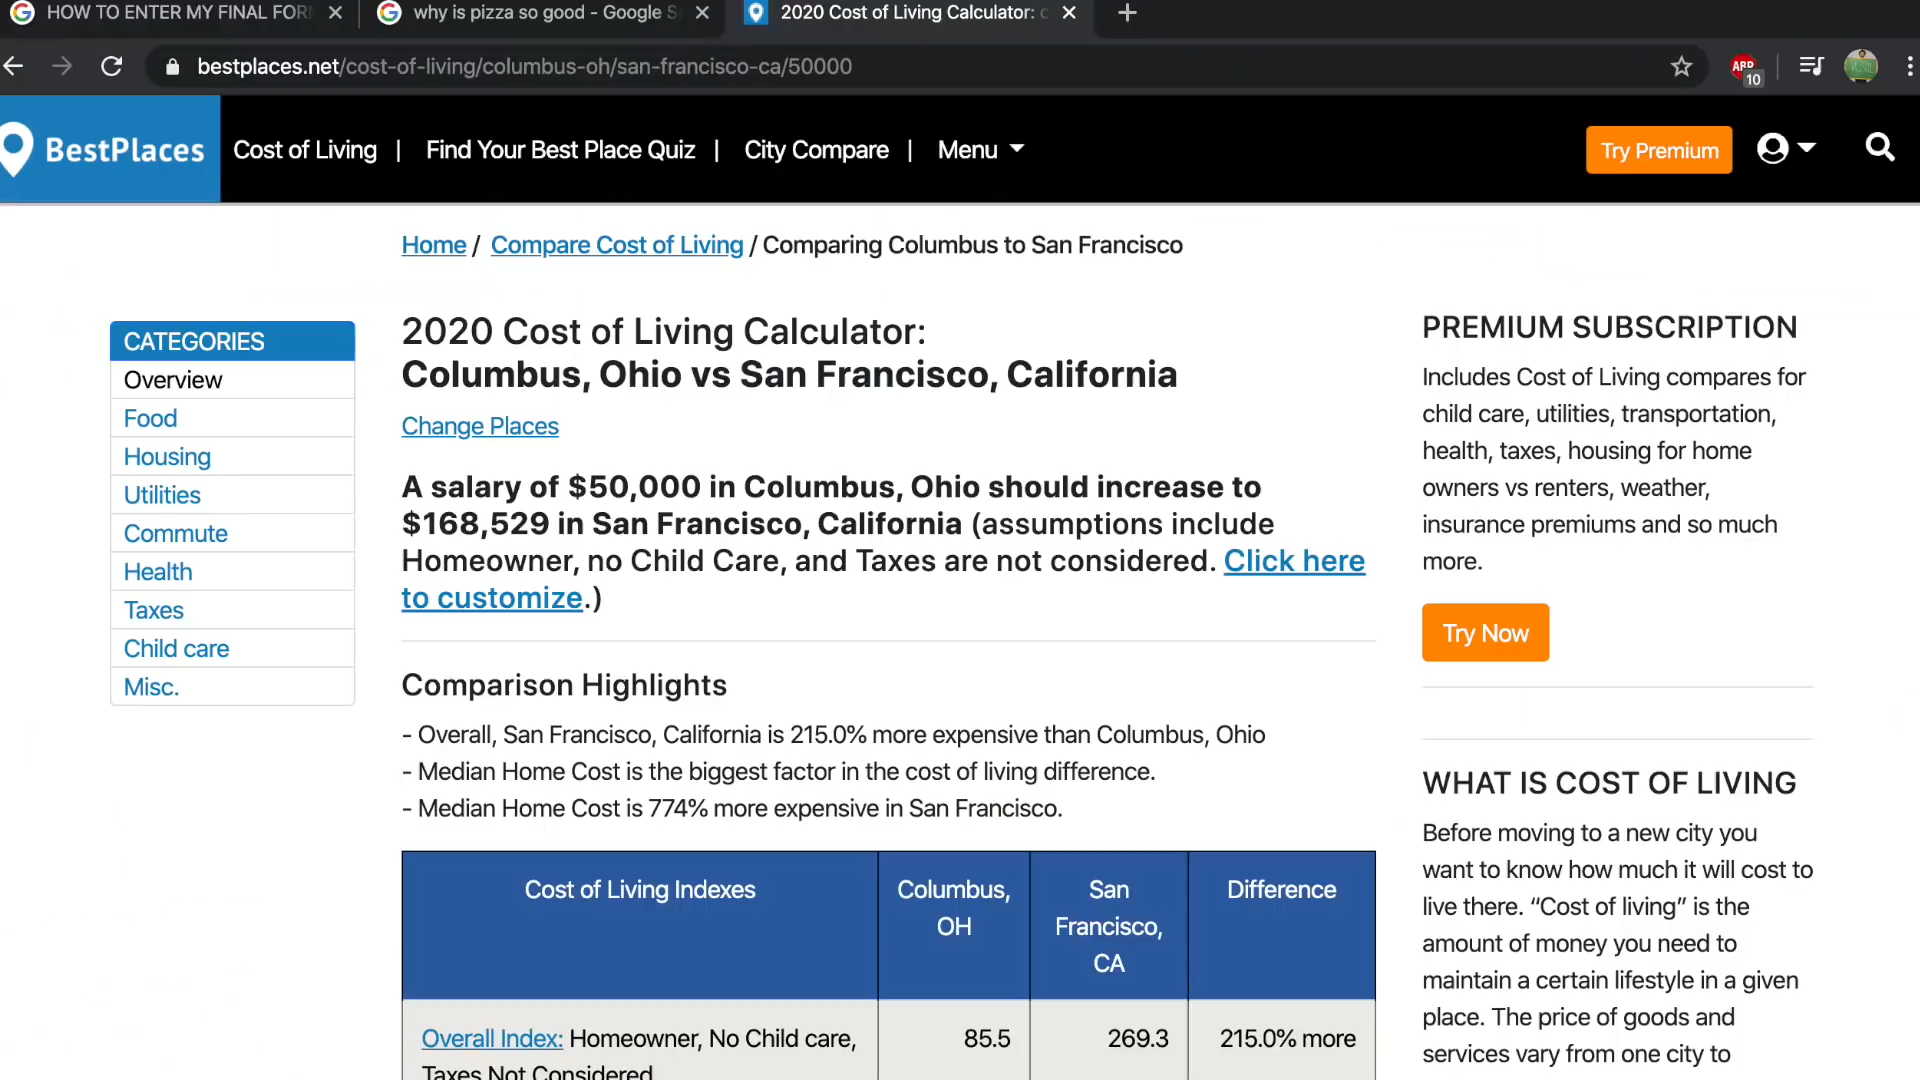 HOW TO ENTER MY FINAL FORM
why is pizza so good - Google S
2020 Cost of Living Calculator: c
bestplaces.net/cost-of-living/columbus-oh/san-francisco-ca/50000
ABP
10
BestPlaces
Cost of Living | Find Your Best Place Quiz | City Compare | Menu
Try Premium
Home / Compare Cost of Living / Comparing Columbus to San Francisco
CATEGORIES
Overview
Food
Housing
Utilities
Commute
Health
Taxes
Child care
Misc.
2020 Cost of Living Calculator:
Columbus, Ohio vs San Francisco, California
Change Places
A salary of $50,000 in Columbus, Ohio should increase to
$168,529 in San Francisco, California (assumptions include
Homeowner, no Child Care, and Taxes are not considered. Click here
to customize.)
Comparison Highlights
- Overall, San Francisco, California is 215.0% more expensive than Columbus, Ohio
- Median Home Cost is the biggest factor in the cost of living difference.
- Median Home Cost is 774% more expensive in San Francisco.
Cost of Living Indexes
Columbus,
OH
San
Francisco,
CA
Difference
Overall Index: Homeowner, No Child care,
Taxes Not Considered
85.5
269.3
215.0% more
PREMIUM SUBSCRIPTION
Includes Cost of Living compares for
child care, utilities, transportation,
health, taxes, housing for home
owners vs renters, weather,
insurance premiums and so much
more.
Try Now
WHAT IS COST OF LIVING
Before moving to a new city you
want to know how much it will cost to
live there. “Cost of living” is the
amount of money you need to
maintain a certain lifestyle in a given
place. The price of goods and
services vary from one city to